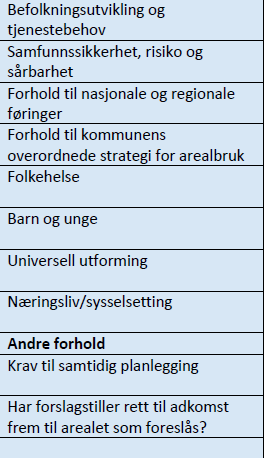 Befolkningsutvikling og
tjenestebehov
Samfunnssikkerhet, risiko og
sårbarhet
Forhold til nasjonale og regionale
føringer
Forhold til kommunens
overordnede strategi for arealbruk
Folkehelse
Barn og unge
Universell utforming
Næringsliv/sysselsetting
Andre forhold
Krav til samtidig planlegging
Har forslagstiller rett til adkomst
frem til arealet som foreslås?